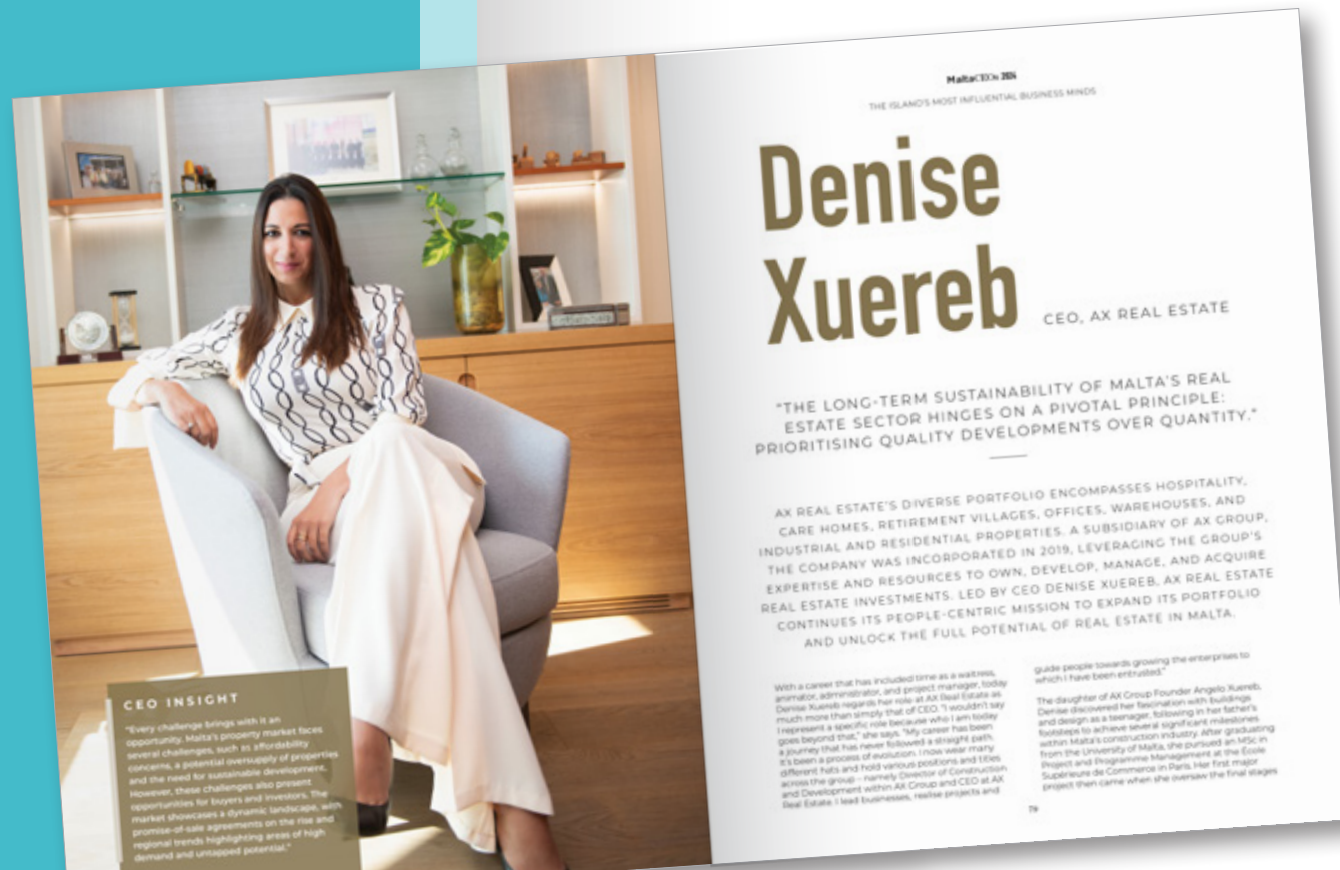 CEO INSIGHT
"Every challenge brings with it an
opportunity. Malta's property market faces
several challenges, such as affordability
concerns, a potential oversupply of properties
and the need for sustainable development.
However, these challenges also present
opportunities for buyers and investors. The
market showcases a dynamic landscape, with
promise-of-sale agreements on the rise and
regional trends highlighting areas of high
demand and untapped potential."
MaltaCEOs
THE ISLAND'S MOST INFLUENTIAL BUSINESS MINDS
Denise
Xuereb
CEO, AX REAL ESTATE
"THE LONG-TERM SUSTAINABILITY OF MALTA'S REAL
ESTATE SECTOR HINGES ON A PIVOTAL PRINCIPLE:
PRIORITISING QUALITY DEVELOPMENTS OVER QUANTITY."
AX REAL ESTATE'S DIVERSE PORTFOLIO ENCOMPASSES HOSPITALITY,
CARE HOMES, RETIREMENT VILLAGES, OFFICES, WAREHOUSES, AND
INDUSTRIAL AND RESIDENTIAL PROPERTIES. A SUBSIDIARY OF AX GROUP,
THE COMPANY WAS INCORPORATED IN 2019, LEVERAGING THE GROUP'S
EXPERTISE AND RESOURCES TO OWN, DEVELOP, MANAGE, AND ACQUIRE
REAL ESTATE INVESTMENTS. LED BY CEO DENISE XUEREB, AX REAL ESTATE
CONTINUES ITS PEOPLE-CENTRIC MISSION TO EXPAND ITS PORTFOLIO
AND UNLOCK THE FULL POTENTIAL OF REAL ESTATE IN MALTA.
With a career that has included time as a waitress,
animator, administrator, and project manager, today
Denise Xuereb regards her role at AX Real Estate as
much more than simply that of CEO. "I wouldn't say
I represent a specific role because who I am today
goes beyond that," she says. "My career has been
a journey that has never followed a straight path.
It's been a process of evolution. I now wear many
different hats and hold various positions and titles
across the group – namely Director of Construction
and Development within AX Group and CEO at AX
Real Estate. I lead businesses, realise projects and
guide people towards growing the enterprises to
which I have been entrusted."
The daughter of AX Group Founder Angelo Xuereb,
Denise discovered her fascination with buildings
and design as a teenager, following in her father's
footsteps to achieve several significant milestones
within Malta's construction industry. After graduating
from the University of Malta, she pursued an MSc in
Project and Programme Management at the École
Supérieure de Commerce in Paris. Her first major
project then came when she oversaw the final stages